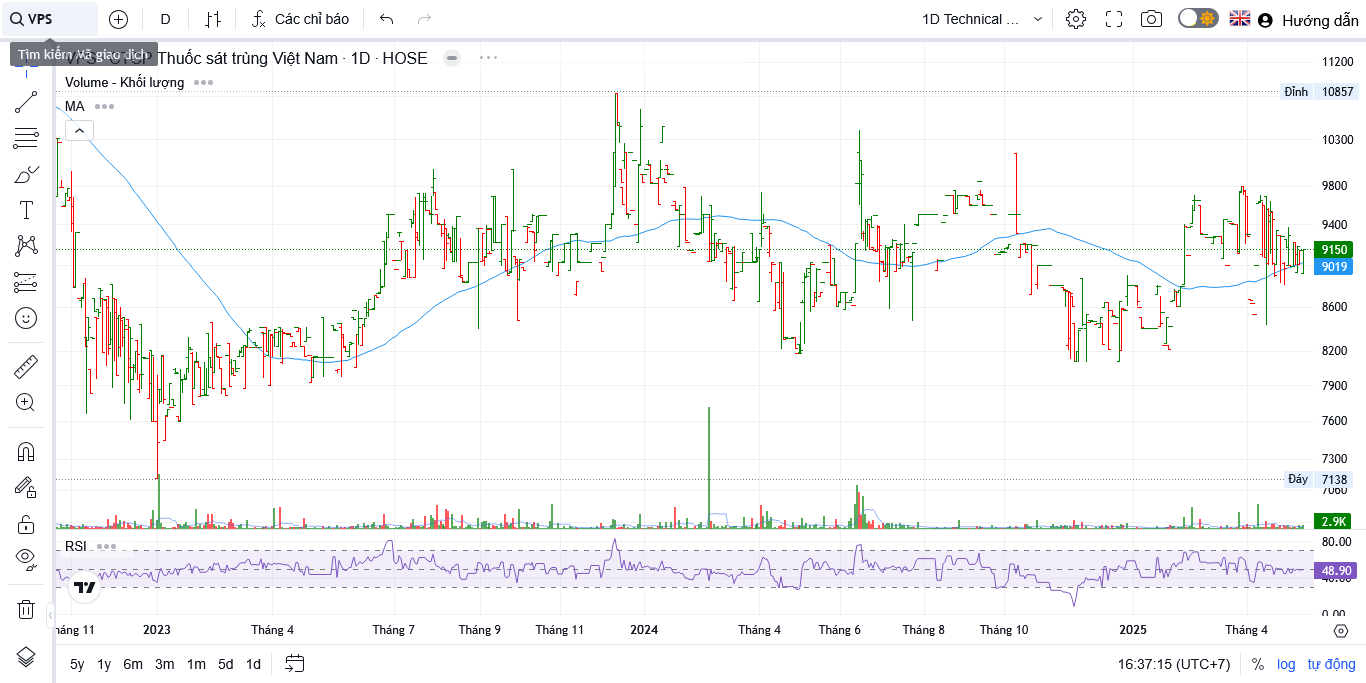 VPS
D
Các chỉ báo
1D Technical ...
Hướng dẫn
Tìm kiếm Mã giao dịch
Thuốc sát trùng Việt Nam · 1D · HOSE
Volume - Khối lượng
MA
11200
Đỉnh 10857
10300
9800
9400
9150
9019
8600
8200
7900
7600
7300
Đáy 7138
7060
2.9K
RSI
80.00
48.90
40.00
0.00
háng 11
2023
Tháng 4
Tháng 7
Tháng 9
Tháng 11
2024
Tháng 4
Tháng 6
Tháng 8
Tháng 10
2025
Tháng 4
5y 1y 6m 3m 1m 5d 1d
16:37:15 (UTC+7)
% log tự động